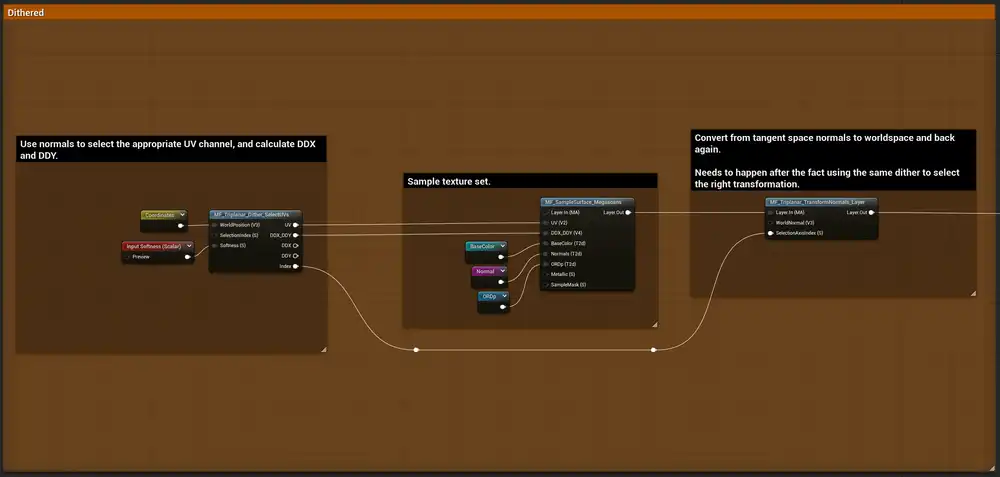 Dithered
Use normals to select the appropriate UV channel, and calculate DDX
and DDY.
Coordinates
Input Softness (Scalar)
Preview
MF_Triplanar_Dither_SelectUVs
WorldPosition (V3) UV
SelectionIndex (S) DDX_DDY
Softness (S) DDX
DDY
Index
Sample texture set.
BaseColor
Normal
ORDp
MF_SampleSurface_Megascans
Layer In (MA) Layer Out
UV (V2)
DDX_DDY (V4)
BaseColor (T2d)
Normals (T2d)
ORDp (T2d)
Metallic (S)
SampleMask (S)
Convert from tangent space normals to worldspace and back
again.
Needs to happen after the fact using the same dither to select
the right transformation.
MF_Triplanar_TransformNormals_Layer
Layer In (MA) Layer Out
WorldNormal (V3)
SelectionAxisIndex (S)